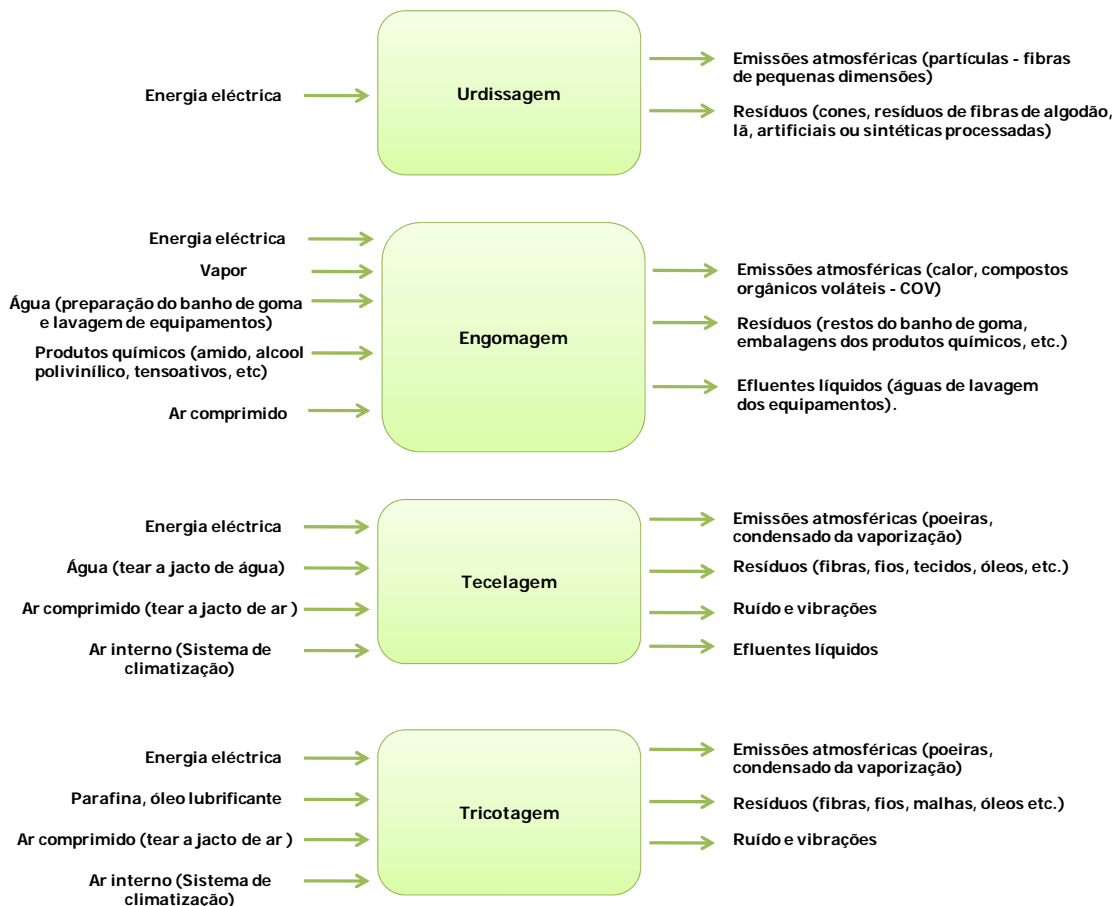 Energia eléctrica
Urdissagem
Emissões atmosféricas (partículas - fibras
de pequenas dimensões)
Resíduos (cones, resíduos de fibras de algodão,
lã, artificiais ou sintéticas processadas)
Energia eléctrica
Vapor
Água (preparação do banho de goma
e lavagem de equipamentos)
Produtos químicos (amido, alcool
polivinílico, tensoativos, etc)
Ar comprimido
Engomagem
Emissões atmosféricas (calor, compostos
orgânicos voláteis - COV)
Resíduos (restos do banho de goma,
embalagens dos produtos químicos, etc.)
Efluentes líquidos (águas de lavagem
dos equipamentos).
Energia eléctrica
Água (tear a jacto de água)
Ar comprimido (tear a jacto de ar )
Ar interno (Sistema de
climatização)
Tecelagem
Emissões atmosféricas (poeiras,
condensado da vaporização)
Resíduos (fibras, fios, tecidos, óleos, etc.)
Ruído e vibrações
Efluentes líquidos
Energia eléctrica
Parafina, óleo lubrificante
Ar comprimido (tear a jacto de ar )
Ar interno (Sistema de
climatização)
Tricotagem
Emissões atmosféricas (poeiras,
condensado da vaporização)
Resíduos (fibras, fios, malhas, óleos etc.)
Ruído e vibrações